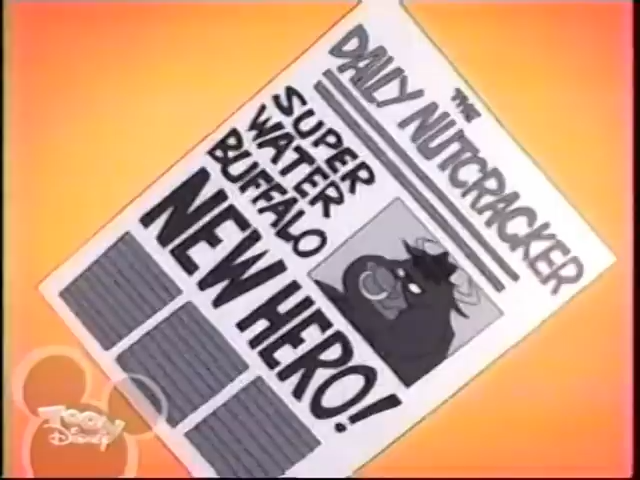 THE
DAILY NUTCRACKER
SUPER
WATER
BUFFALO
NEW HERO!
TOON
Disney